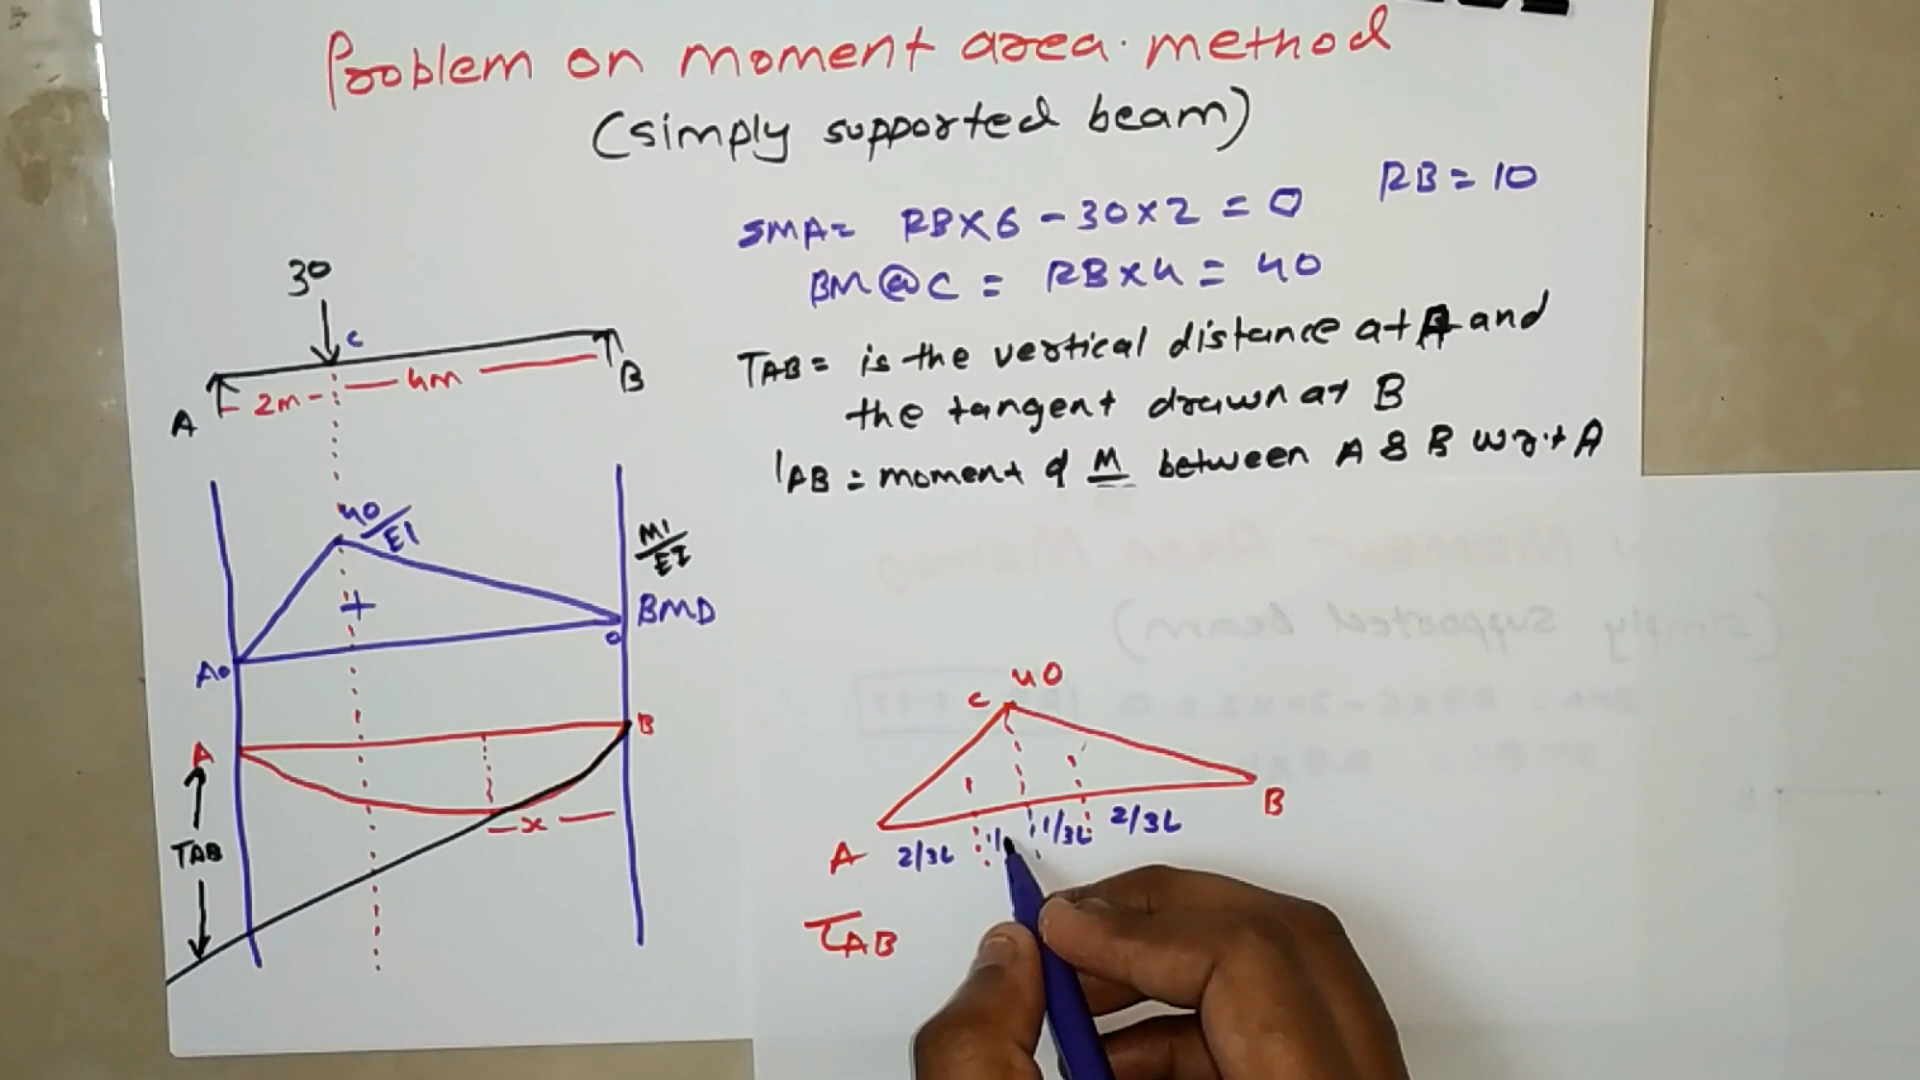 Problem on moment area method
(simply supported beam)
ΣMA= RB×6 - 30×2 = 0 RB = 10
BM@C = RB×4 = 40
30
C
A 2m 4m B
TAB = is the vertical distance at A and
the tangent drawn at B
TAB = moment of M between A & B w.r.t A
40/EI
M/EI
+
BMD
A 0 0
A B
x
TAB
C 40
A 2/3L 1/ 1/3L 2/3L B
TAB